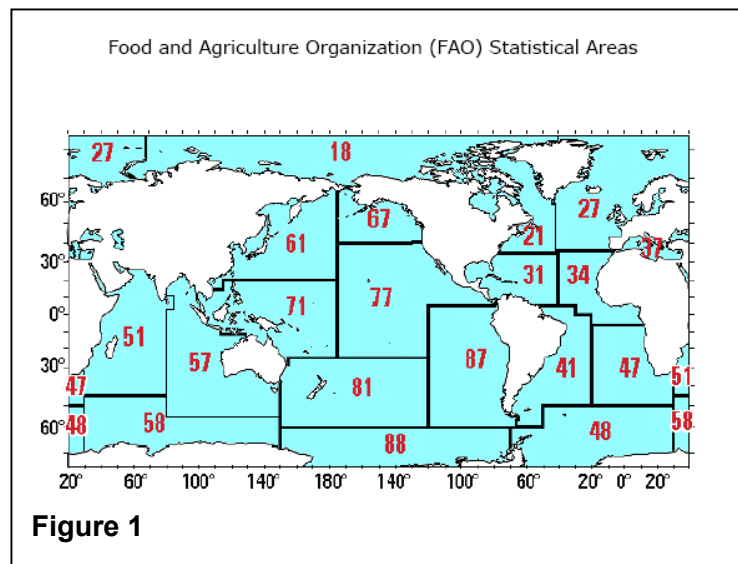 Food and Agriculture Organization (FAO) Statistical Areas
27 18
60° 67 27
61 21 37 37
30° 31 34
71 77
0°
51 57 87 41 47
30° 81
47 51
48 58 48 58
60° 88
20° 60° 100° 140° 180° 140° 100° 60° 20° 0° 20°
Figure 1